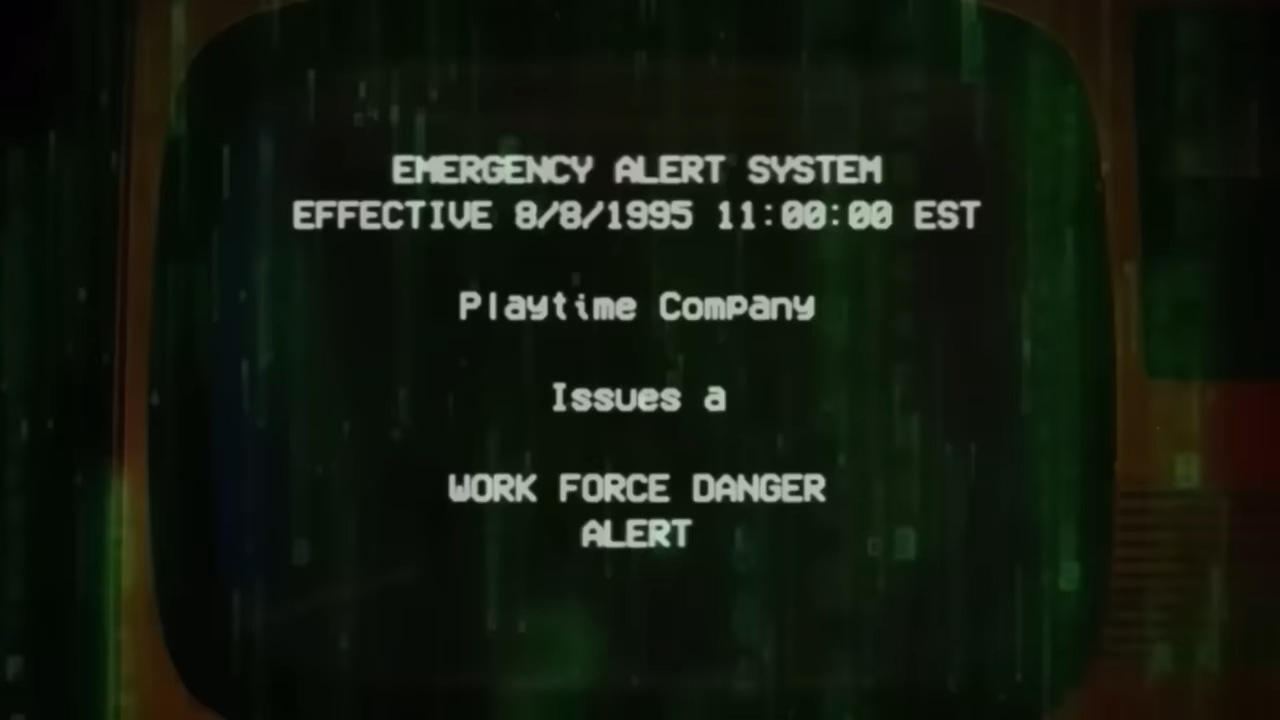 EMERGENCY ALERT SYSTEM
EFFECTIVE 8/8/1995 11:00:00 EST
Playtime Company
Issues a
WORK FORCE DANGER
ALERT